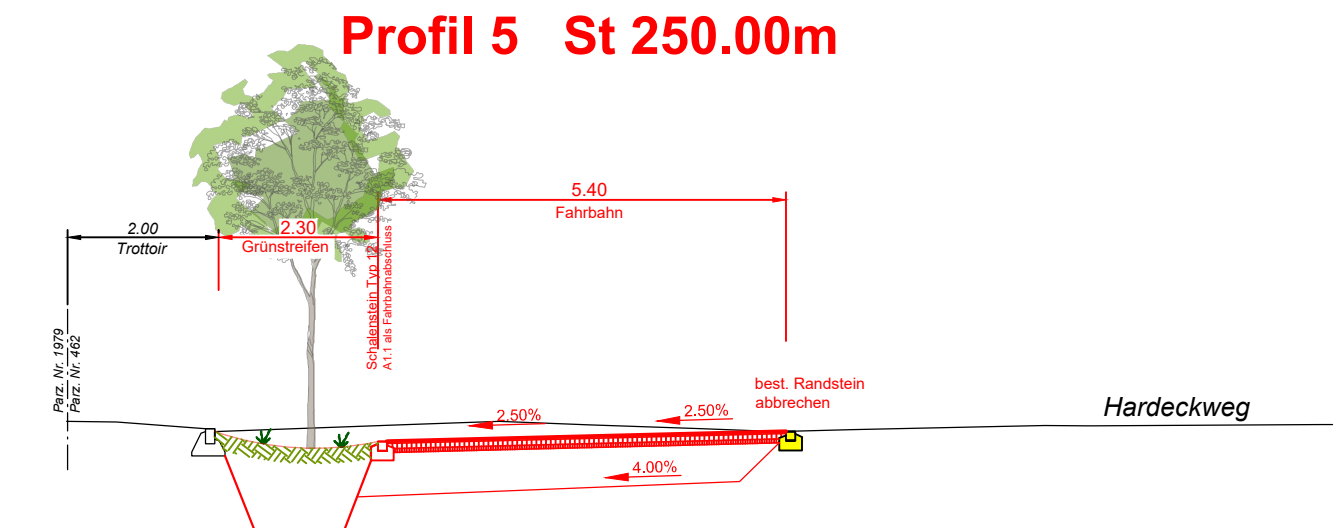 Profil 5 St 250.00m
5.40
Fahrbahn
2.00
Trottoir
2.30
Grünstreifen
Schalenstein Typ 12
A1.1 als Fahrbahnabschluss
Parz. Nr. 1979
Parz. Nr. 462
best. Randstein
abbrechen
2.50%
2.50%
Hardeckweg
4.00%